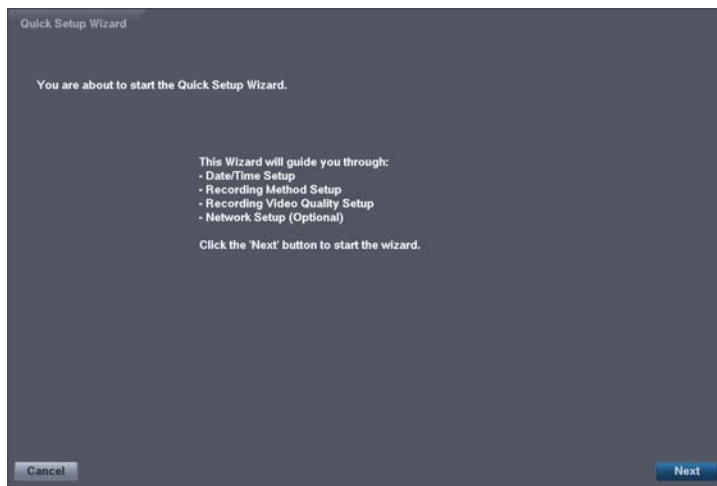 Quick Setup Wizard
You are about to start the Quick Setup Wizard.
This Wizard will guide you through:
- Date/Time Setup
- Recording Method Setup
- Recording Video Quality Setup
- Network Setup (Optional)
Click the 'Next' button to start the wizard.
Cancel
Next